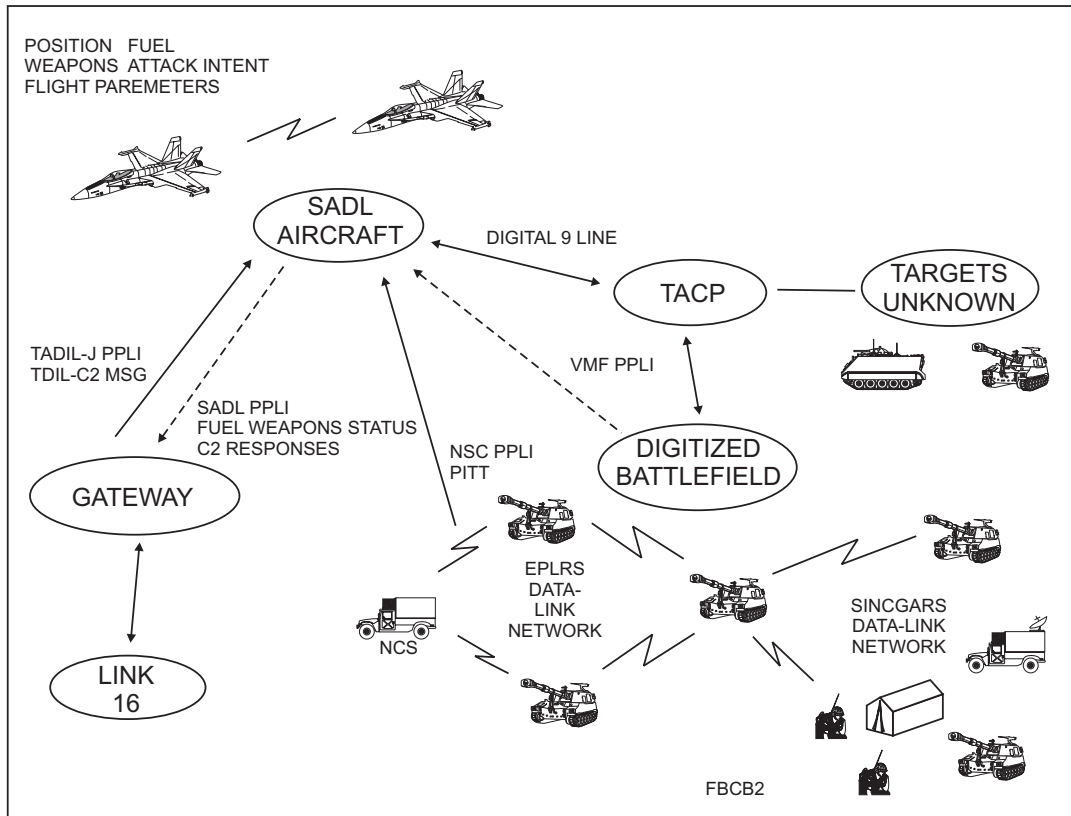 POSITION FUEL
WEAPONS ATTACK INTENT
FLIGHT PAREMETERS
SADL
AIRCRAFT
DIGITAL 9 LINE
TACP
TARGETS
UNKNOWN
TADIL-J PPLI
TDIL-C2 MSG
VMF PPLI
SADL PPLI
FUEL WEAPONS STATUS
C2 RESPONSES
NSC PPLI
PITT
DIGITIZED
BATTLEFIELD
GATEWAY
EPLRS
DATA-
LINK
NETWORK
SINCGARS
DATA-LINK
NETWORK
NCS
LINK
16
FBCB2